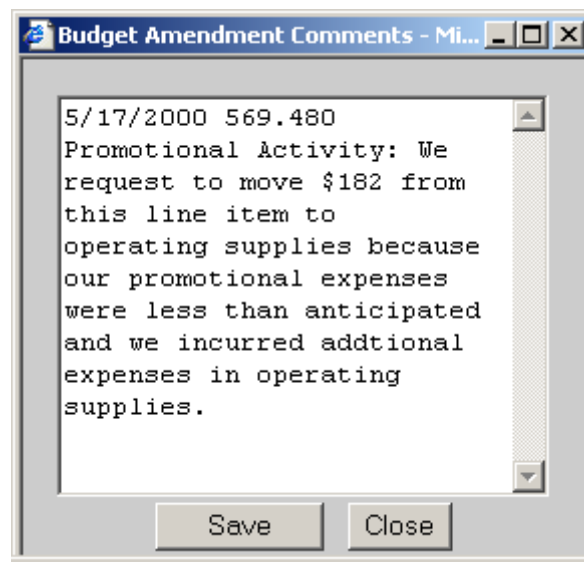 Budget Amendment Comments - Mi...
5/17/2000 569.480
Promotional Activity: We
request to move $182 from
this line item to
operating supplies because
our promotional expenses
were less than anticipated
and we incurred addtional
expenses in operating
supplies.
Save Close